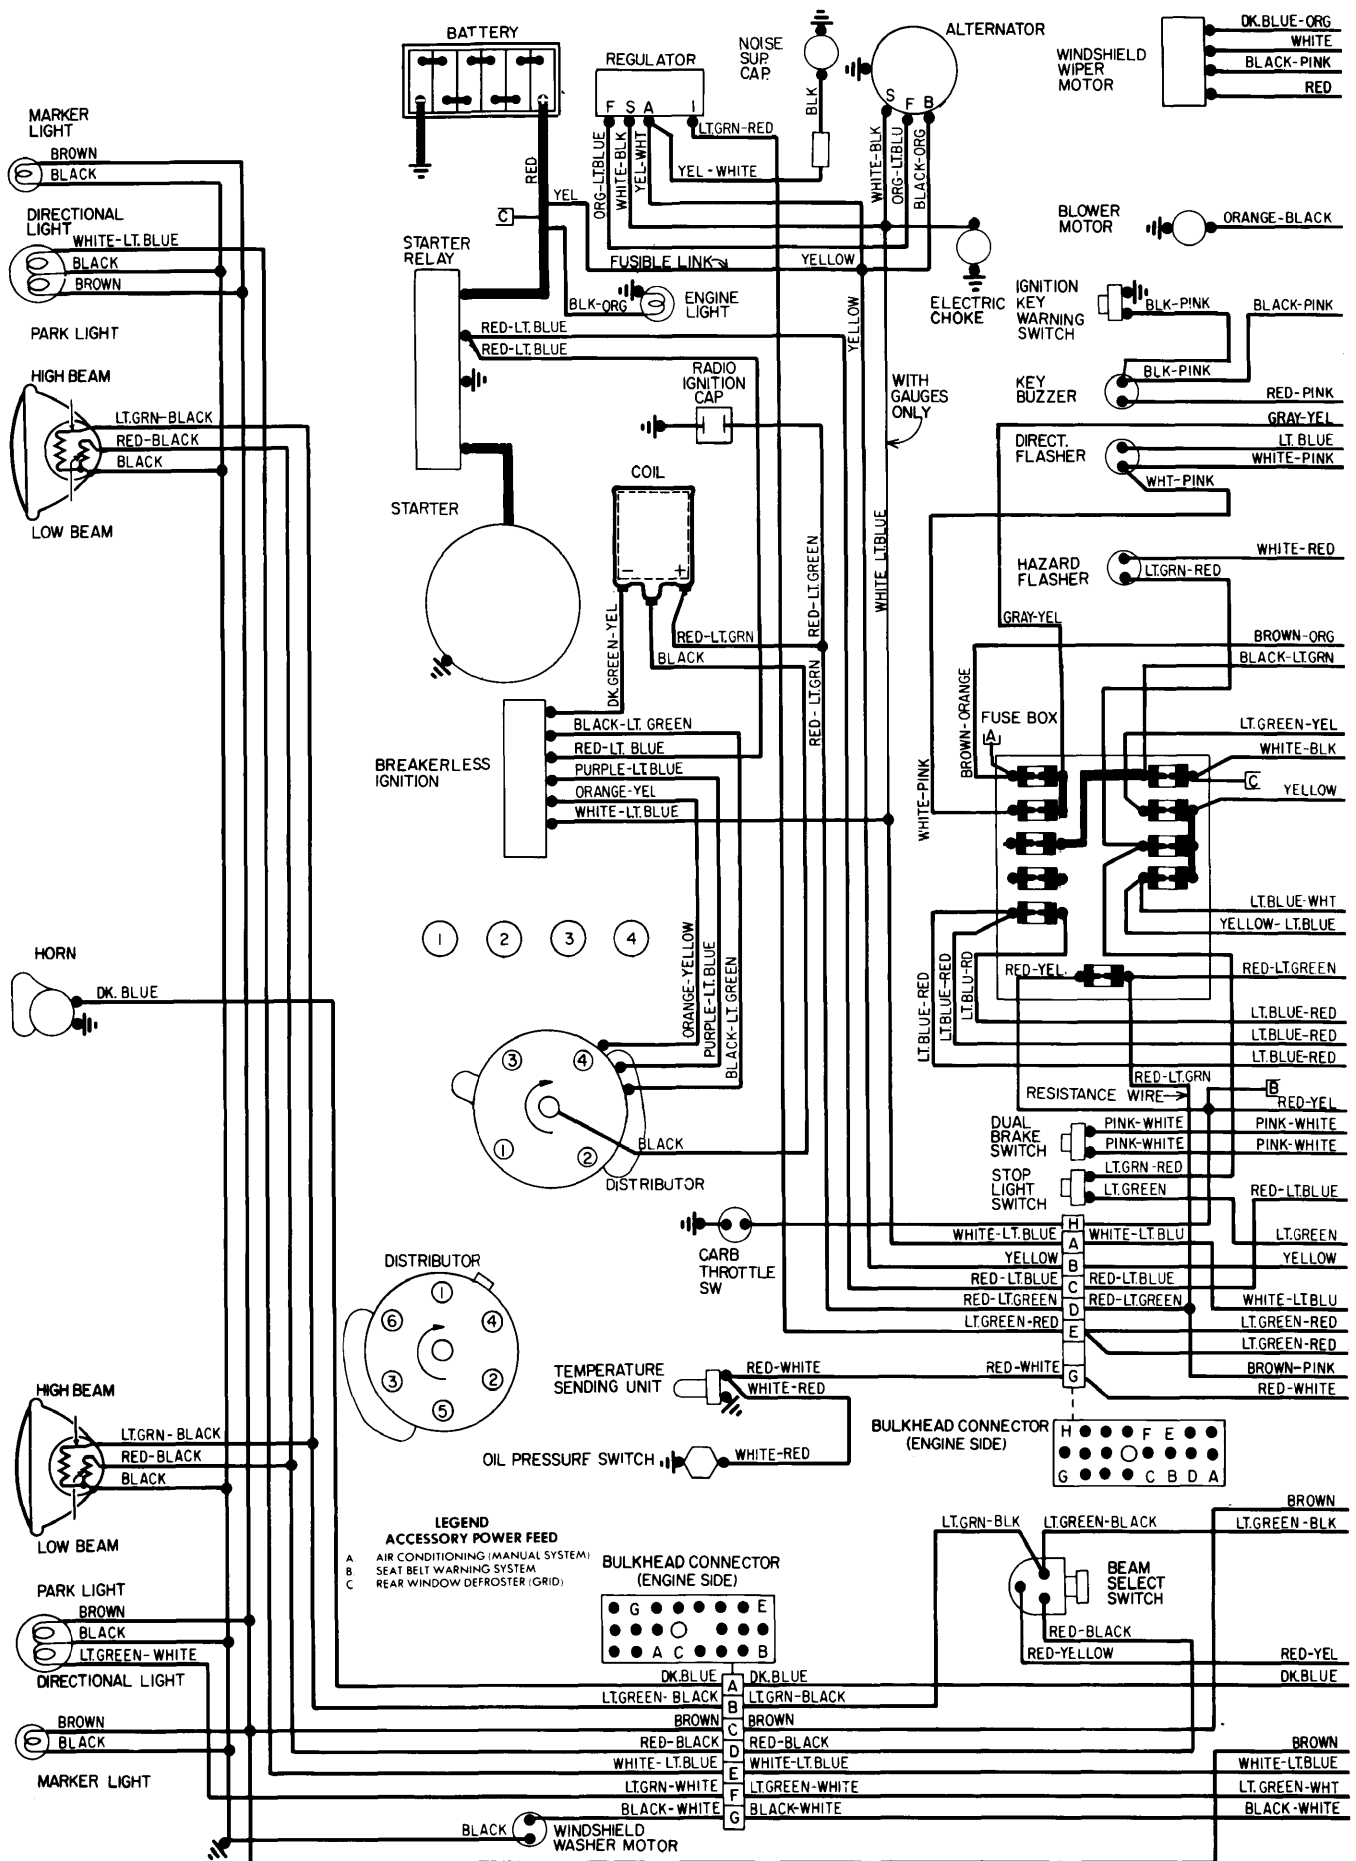 BATTERY
REGULATOR
F S A I
NOISE
SUP.
CAP.
BLK
ALTERNATOR
S F B
WINDSHIELD
WIPER
MOTOR
DK.BLUE-ORG
WHITE
BLACK-PINK
RED
MARKER
LIGHT
BROWN
BLACK
RED
LT.GRN-RED
ORG-LT.BLUE
WHITE-BLK
YEL-WHT
YEL-WHITE
WHITE-BLK
ORG-LT.BLU
BLACK-ORG
DIRECTIONAL
LIGHT
WHITE-LT.BLUE
BLACK
BROWN
PARK LIGHT
C
YEL
STARTER
RELAY
FUSIBLE LINK
YELLOW
BLK-ORG
ENGINE
LIGHT
ELECTRIC
CHOKE
BLOWER
MOTOR
ORANGE-BLACK
IGNITION
KEY
WARNING
SWITCH
BLK-PINK
BLACK-PINK
RED-LT.BLUE
RED-LT.BLUE
YELLOW
KEY
BUZZER
BLK-PINK
RED-PINK
HIGH BEAM
LT.GRN-BLACK
RED-BLACK
BLACK
LOW BEAM
RADIO
IGNITION
CAP
WITH
GAUGES
ONLY
GRAY-YEL
DIRECT.
FLASHER
LT. BLUE
WHITE-PINK
WHT-PINK
STARTER
COIL
- +
WHITE LT.BLUE
RED-LT.GREEN
HAZARD
FLASHER
WHITE-RED
LT.GRN-RED
GRAY-YEL
BROWN-ORG
BLACK-LT.GRN
DK.GREEN-YEL
RED-LT.GRN
BLACK
RED-LT.GRN
BREAKERLESS
IGNITION
BLACK-LT. GREEN
RED-LT. BLUE
PURPLE-LT.BLUE
ORANGE-YEL
WHITE-LT.BLUE
WHITE-PINK
BROWN-ORANGE
FUSE BOX
A
LT.GREEN-YEL
WHITE-BLK
C
YELLOW
LT.BLUE-WHT
YELLOW-LT.BLUE
1 2 3 4
HORN
DK. BLUE
ORANGE-YELLOW
PURPLE-LT.BLUE
BLACK-LT.GREEN
LT.BLUE-RED
LT.BLUE-RED
LT.BLU-RD
RED-YEL
RED-LT.GREEN
LT.BLUE-RED
LT.BLUE-RED
LT.BLUE-RED
3 4
1 2
BLACK
DISTRIBUTOR
RED-LT.GRN
RESISTANCE WIRE
B
RED-YEL
DUAL
BRAKE
SWITCH
PINK-WHITE
PINK-WHITE
PINK-WHITE
PINK-WHITE
STOP
LIGHT
SWITCH
LT.GRN-RED
LT.GREEN
RED-LT.BLUE
CARB
THROTTLE
SW
H
WHITE-LT.BLUE A WHITE-LT.BLU LT.GREEN
YELLOW B YELLOW
RED-LT.BLUE C RED-LT.BLUE
RED-LT.GREEN D RED-LT.GREEN WHITE-LT.BLU
LT.GREEN-RED E LT.GREEN-RED
LT.GREEN-RED
RED-WHITE G BROWN-PINK
RED-WHITE
DISTRIBUTOR
1
6 4
3 2
5
TEMPERATURE
SENDING UNIT
RED-WHITE
WHITE-RED
OIL PRESSURE SWITCH
WHITE-RED
BULKHEAD CONNECTOR
(ENGINE SIDE)
H F E
G C B D A
HIGH BEAM
LT.GRN-BLACK
RED-BLACK
BLACK
LOW BEAM
LEGEND
ACCESSORY POWER FEED
A. AIR CONDITIONING (MANUAL SYSTEM)
B. SEAT BELT WARNING SYSTEM
C REAR WINDOW DEFROSTER (GRID)
BULKHEAD CONNECTOR
(ENGINE SIDE)
G E
A C B
LT.GRN-BLK
LT.GREEN-BLACK
BROWN
LT.GREEN-BLK
BEAM
SELECT
SWITCH
RED-BLACK
RED-YELLOW
RED-YEL
PARK LIGHT
BROWN
BLACK
LT.GREEN-WHITE
DIRECTIONAL LIGHT
BROWN
BLACK
MARKER LIGHT
DK.BLUE A DK.BLUE DK.BLUE
LT.GREEN-BLACK B LT.GRN-BLACK
BROWN C BROWN
RED-BLACK D RED-BLACK BROWN
WHITE-LT.BLUE E WHITE-LT.BLUE WHITE-LT.BLUE
LT.GRN-WHITE F LT.GREEN-WHITE LT.GREEN-WHT
BLACK-WHITE G BLACK-WHITE BLACK-WHITE
BLACK
WINDSHIELD
WASHER MOTOR